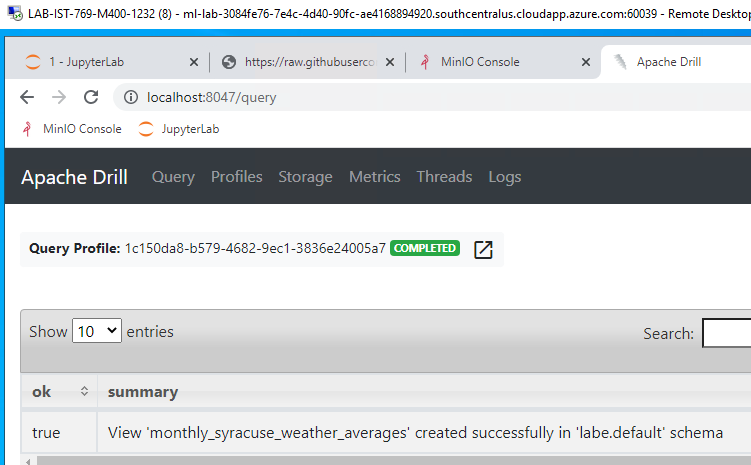 LAB-IST-769-M400-1232 (8) - ml-lab-3084fe76-7e4c-4d40-90fc-ae4168894920.southcentralus.cloudapp.azure.com:60039 - Remote Desktop
1 - JupyterLab
https://raw.githubuserco
MinIO Console
Apache Drill
localhost:8047/query
MinIO Console
JupyterLab
Apache Drill
Query
Profiles
Storage
Metrics
Threads
Logs
Query Profile: 1c150da8-b579-4682-9ec1-3836e24005a7 COMPLETED
Show 10 entries
Search:
ok
summary
true
View 'monthly_syracuse_weather_averages' created successfully in 'labe.default' schema